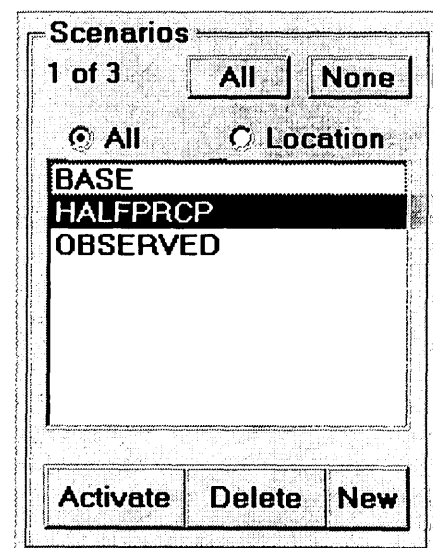 Scenarios
1 of 3 All None
All Location
BASE
HALFPRCP
OBSERVED
Activate Delete New